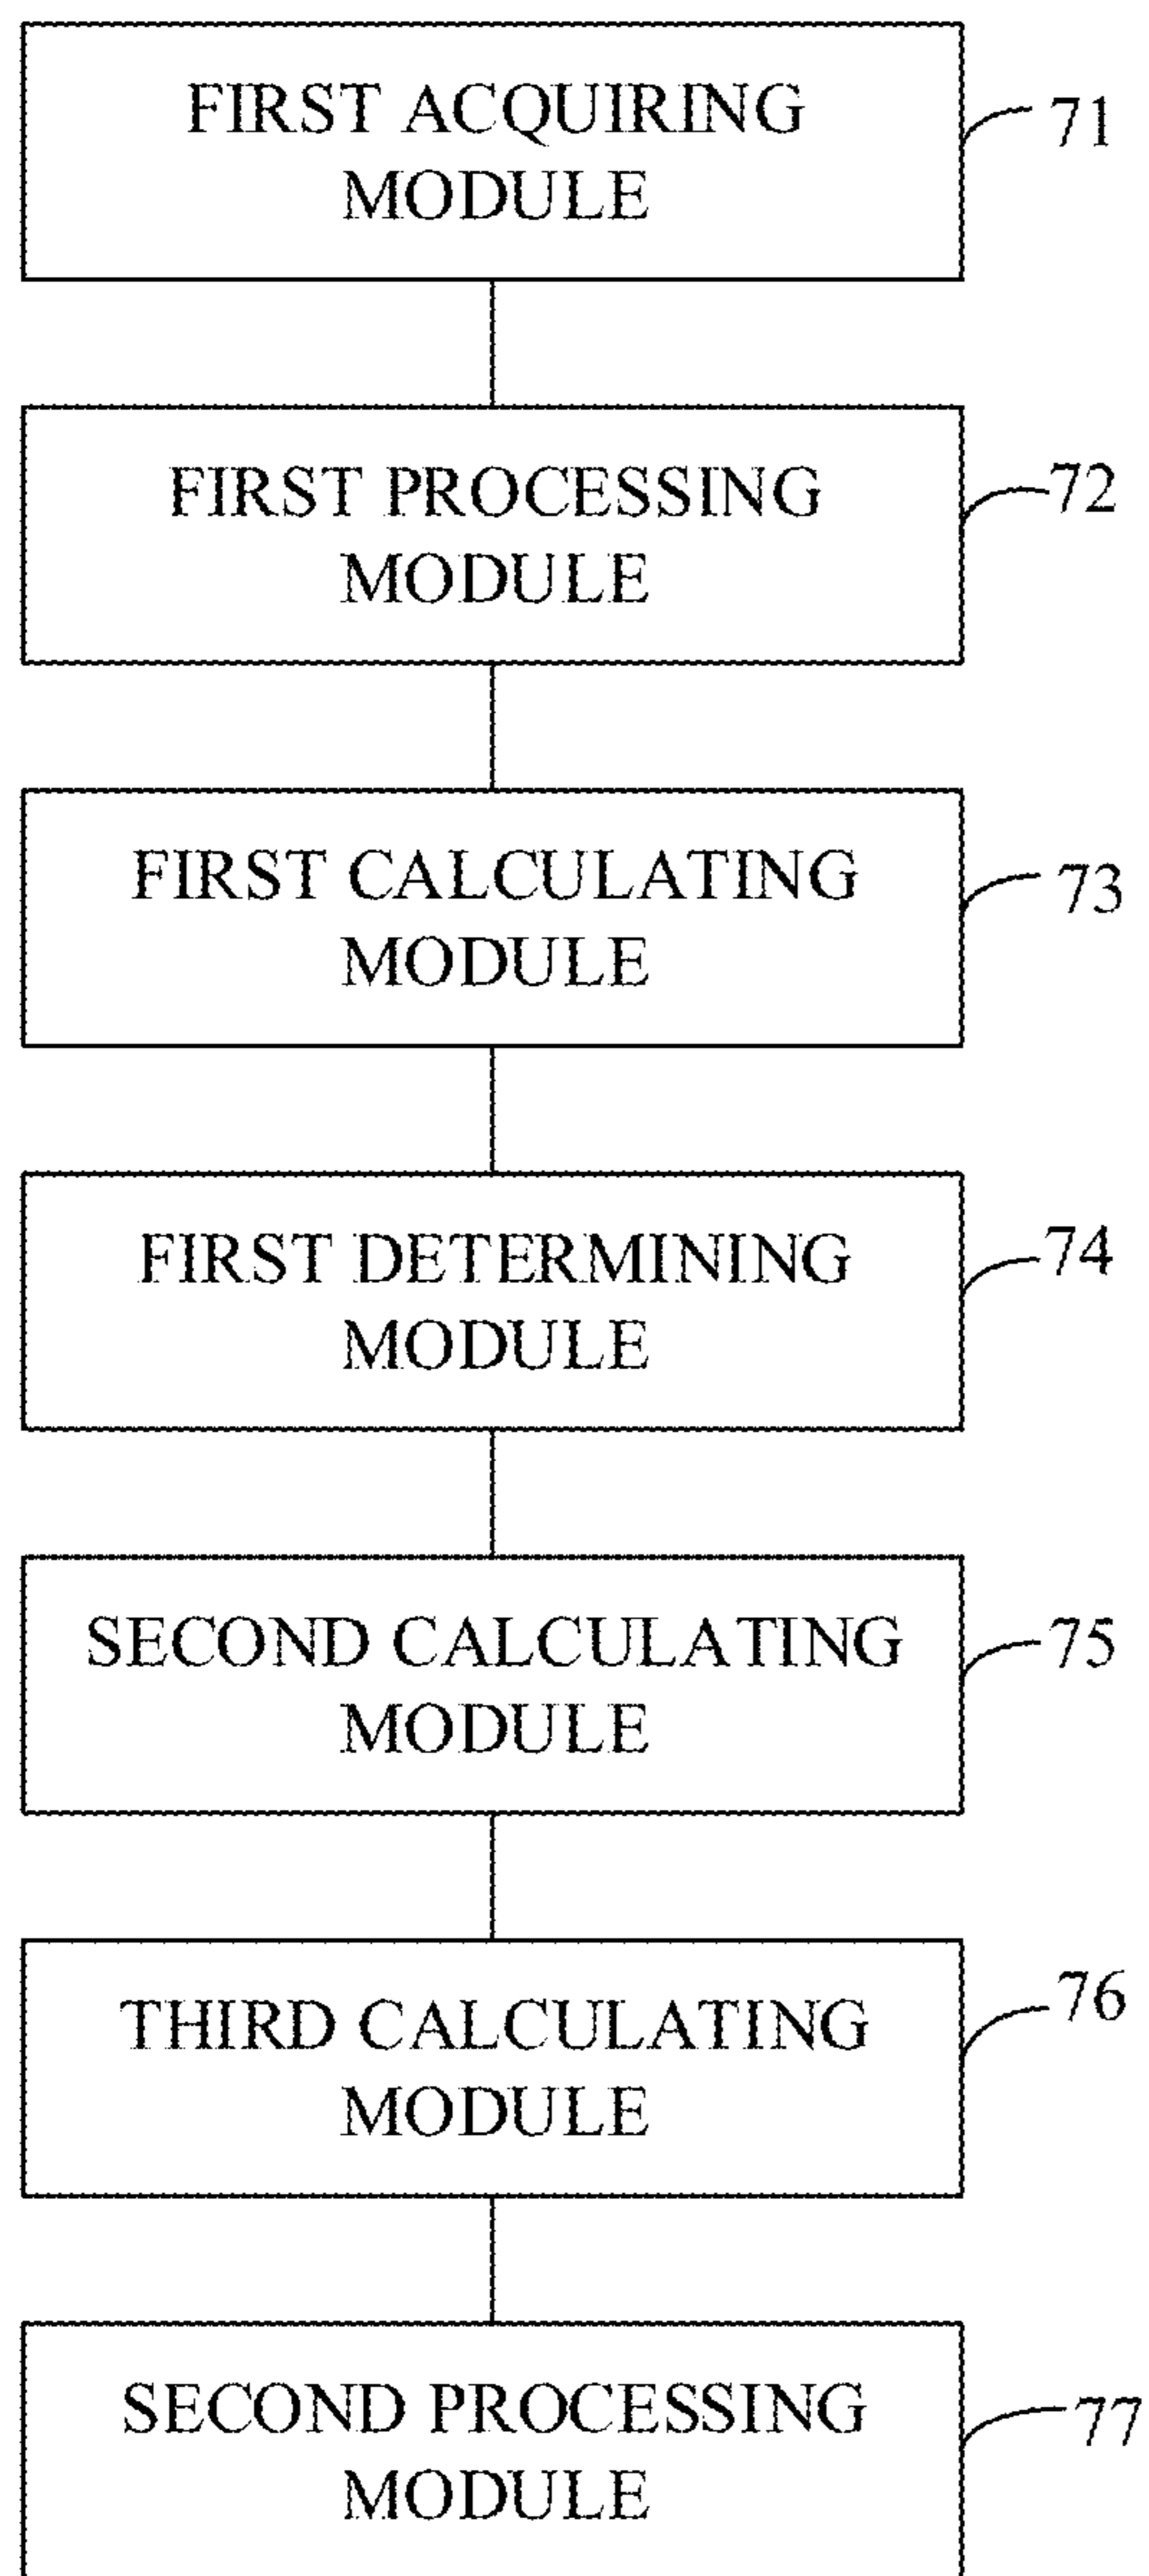 FIRST ACQUIRING
MODULE
71
FIRST PROCESSING
MODULE
72
FIRST CALCULATING
MODULE
73
FIRST DETERMINING
MODULE
74
SECOND CALCULATING
MODULE
75
THIRD CALCULATING
MODULE
76
SECOND PROCESSING
MODULE
77